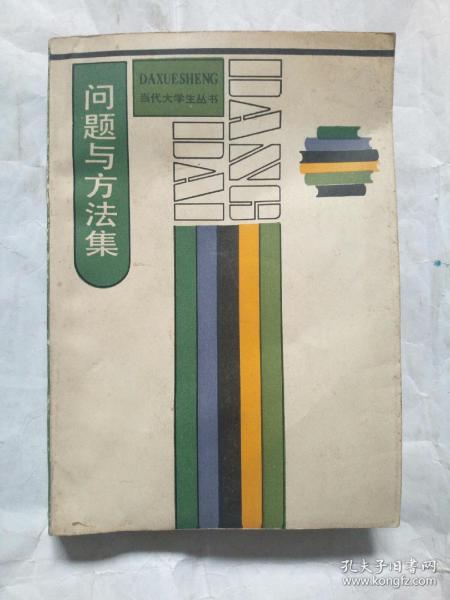 问题与方法集
DAXUESHENG
当代大学生丛书
DANG
DAI
孔夫子旧书网
www.kongfz.com